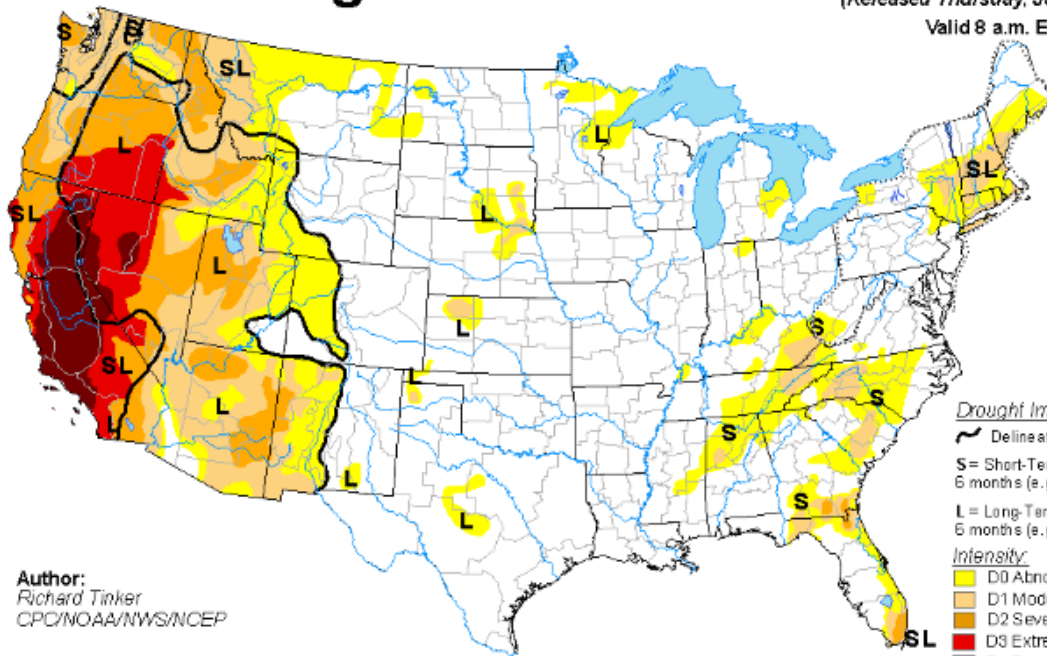 (Released Thursday,
Valid 8 a.m. E
S
S
SL
L
L
SL
L
SL
L
L
L
S
L
L
SL
S
S
L
L
L
S
SL
Drought Im
Delinea
S = Short-Te
6 months (e.
L = Long-Ter
6 months (e.
Intensity:
D0 Abno
D1 Mod
D2 Seve
D3 Extre
Author:
Richard Tinker
CPC/NOAA/NWS/NCEP